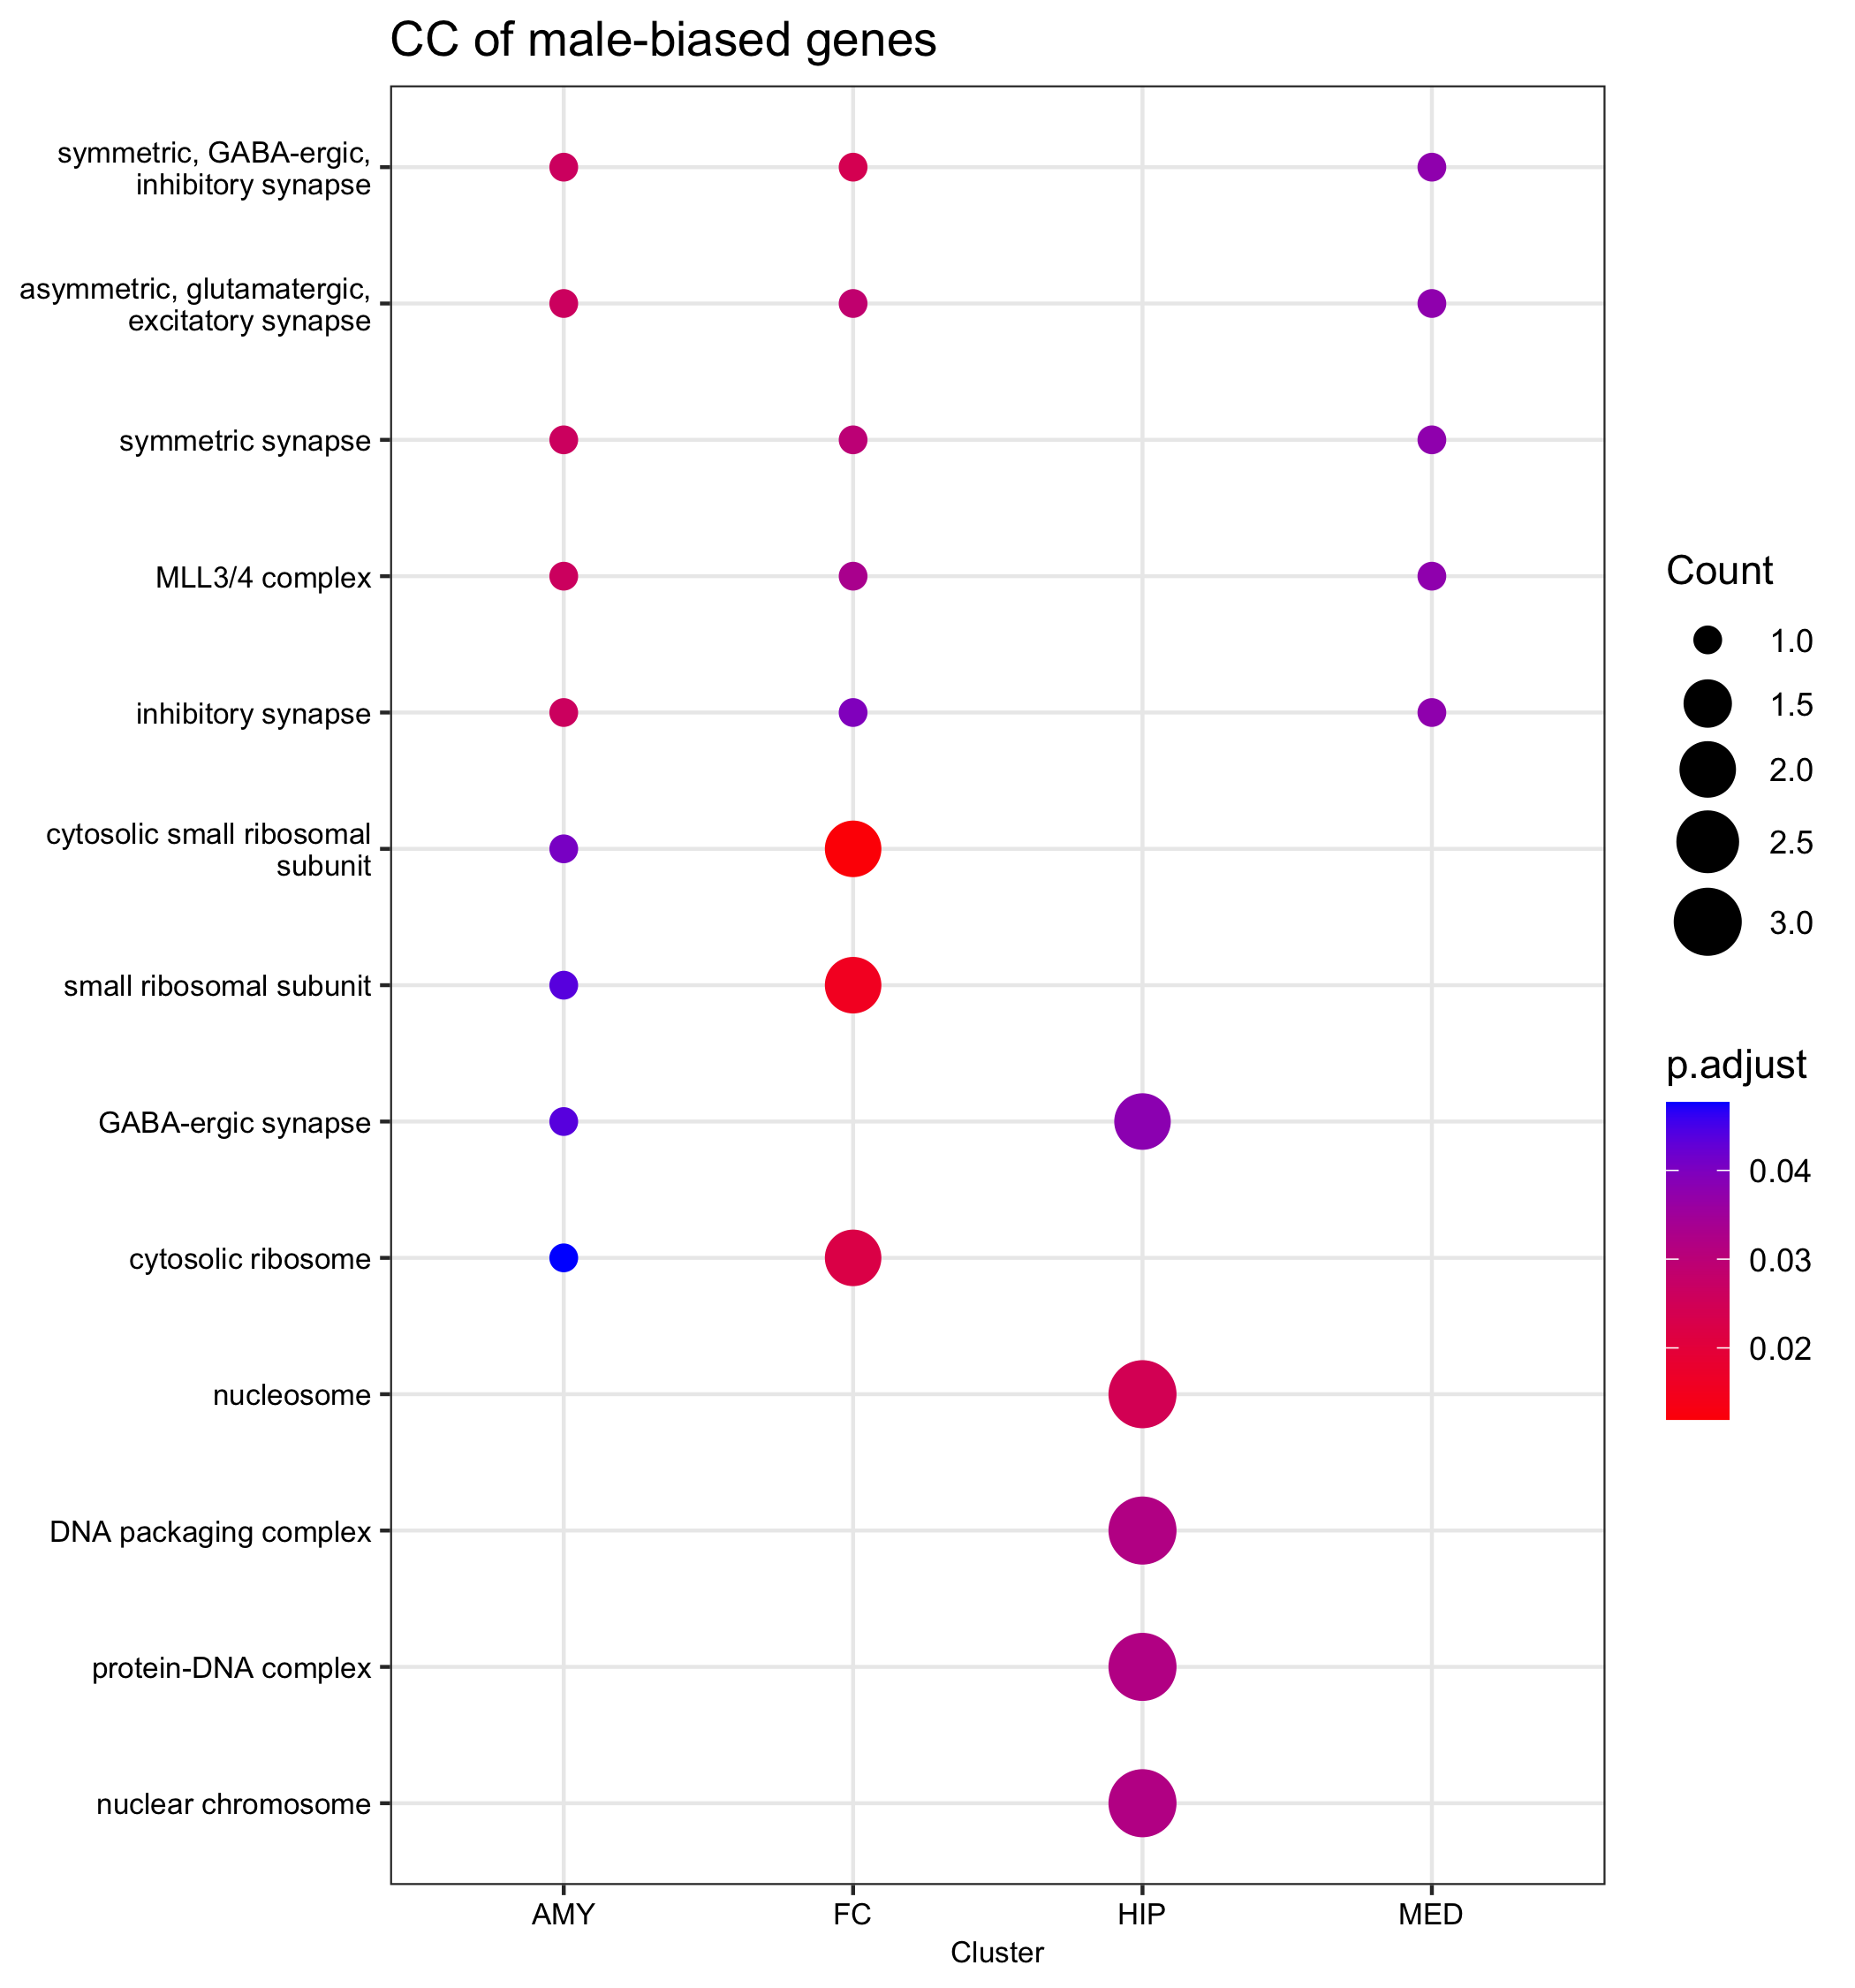 CC of male-biased genes
symmetric, GABA-ergic,
inhibitory synapse
asymmetric, glutamatergic,
excitatory synapse
symmetric synapse
MLL3/4 complex
inhibitory synapse
cytosolic small ribosomal
subunit
small ribosomal subunit
GABA-ergic synapse
cytosolic ribosome
nucleosome
DNA packaging complex
protein-DNA complex
nuclear chromosome
AMY
FC
HIP
MED
Cluster
Count
1.0
1.5
2.0
2.5
3.0
p.adjust
0.04
0.03
0.02